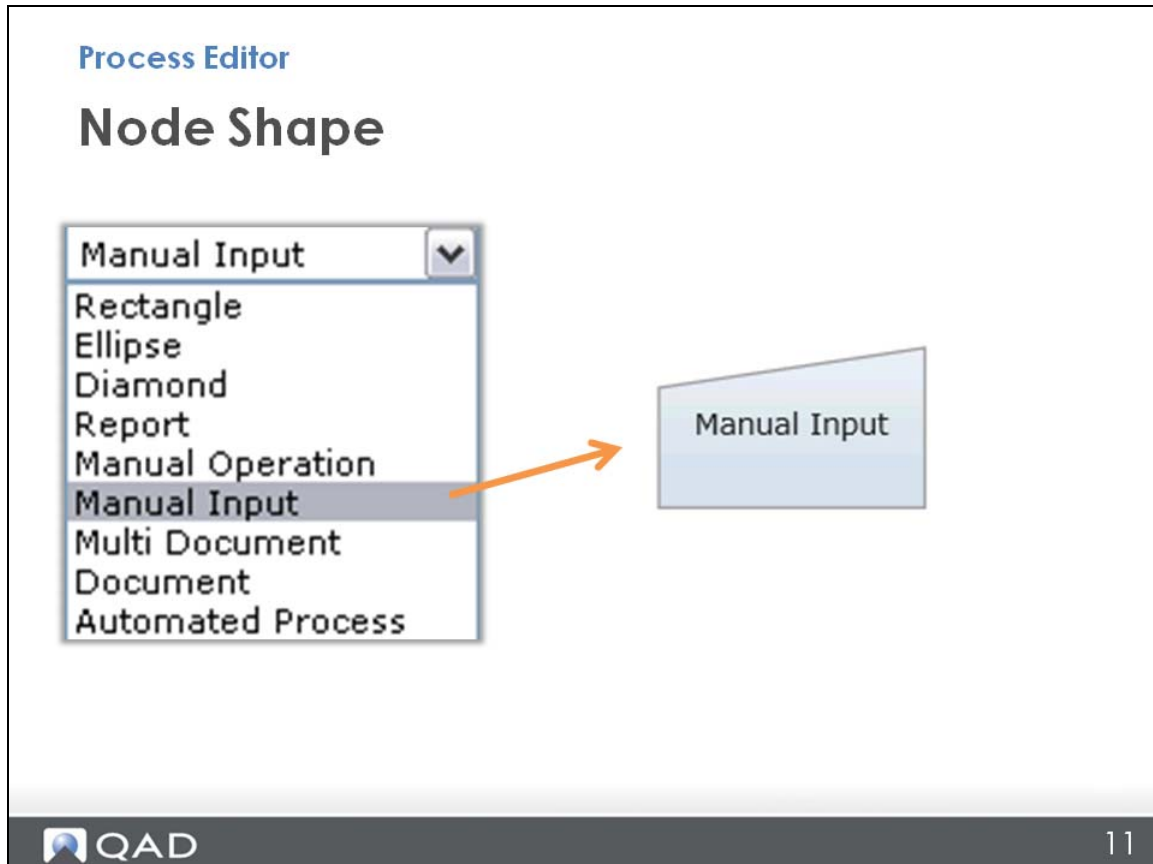 Process Editor
Node Shape
Manual Input
Rectangle
Ellipse
Diamond
Report
Manual Operation
Manual Input
Multi Document
Document
Automated Process
Manual Input
QAD
11